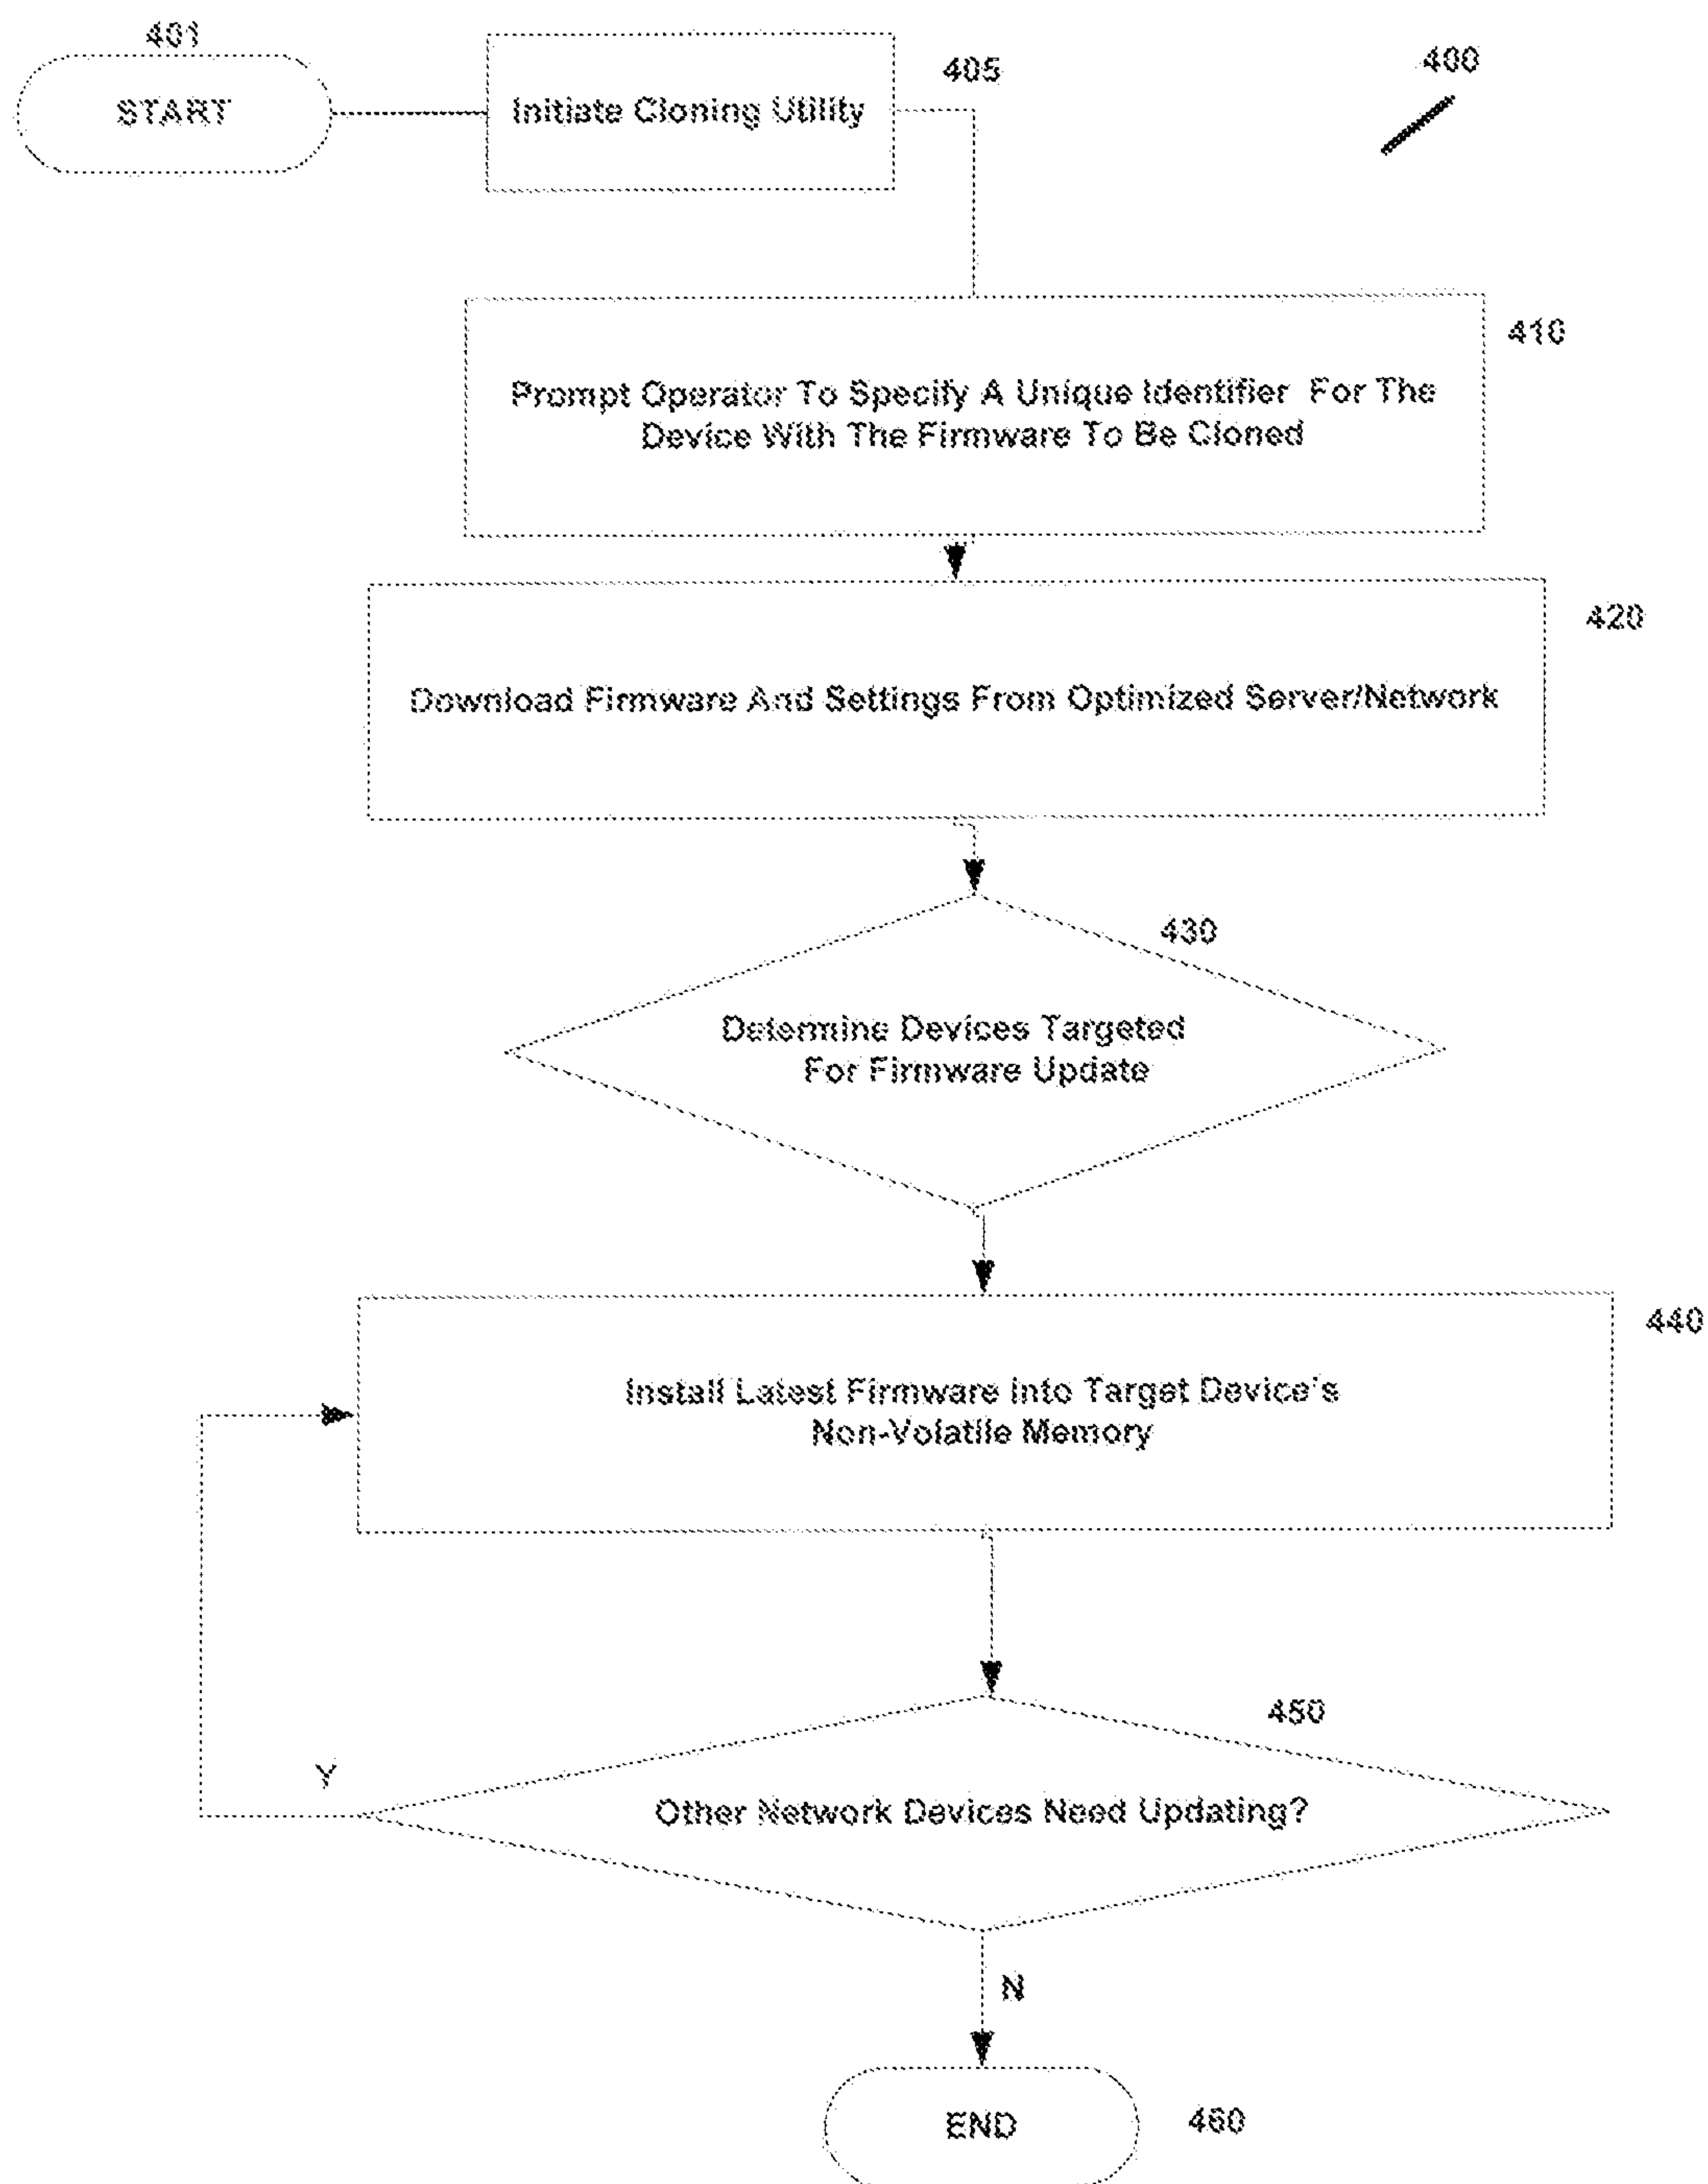 401
START
Initiate Cloning Utility
405
400
Prompt Operator To Specify A Unique Identifier For The
Device With The Firmware To Be Cloned
410
Download Firmware And Settings From Optimized Server/Network
420
430
Determine Devices Targeted
For Firmware Update
Install Latest Firmware Into Target Device's
Non-Volatile Memory
440
450
Y
Other Network Devices Need Updating?
N
END
460